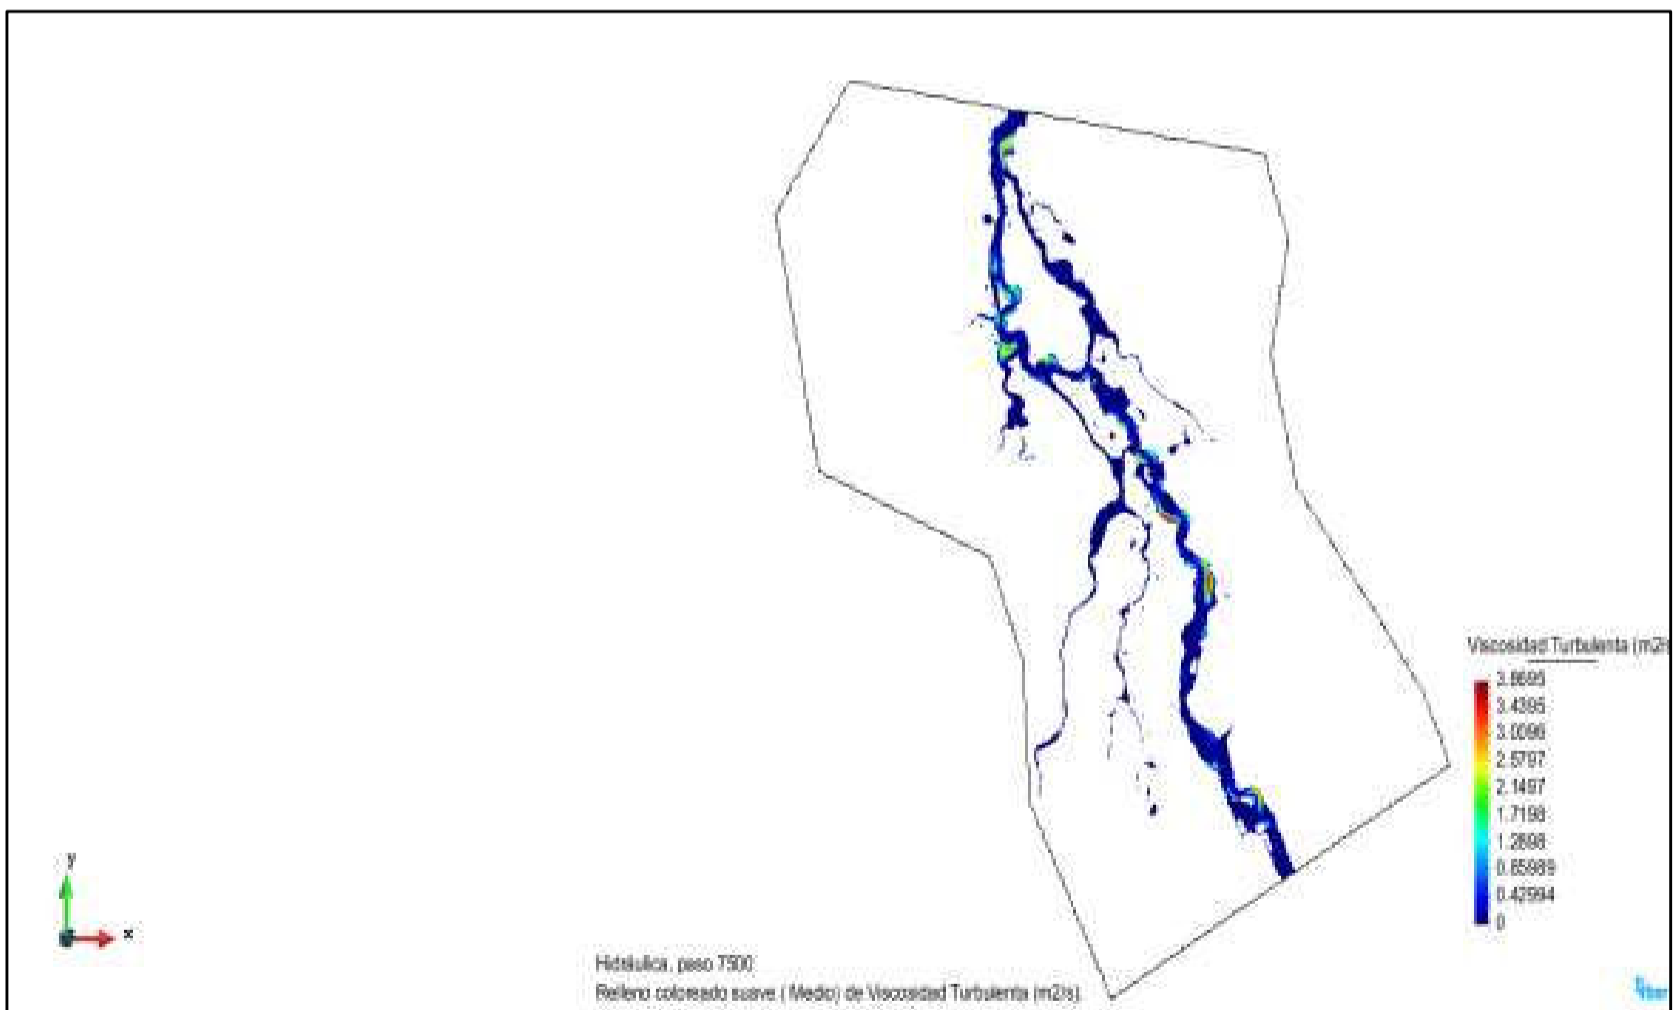 Viscosidad Turbulenta (m2/
3.8695
3.4395
3.0096
2.5797
2.1497
1.7198
1.2898
0.85989
0.42994
0
y
x
Hidráulica, paso 7500
Relleno coloreado suave ( Medio) de Viscosidad Turbulenta (m2/s).
Iber